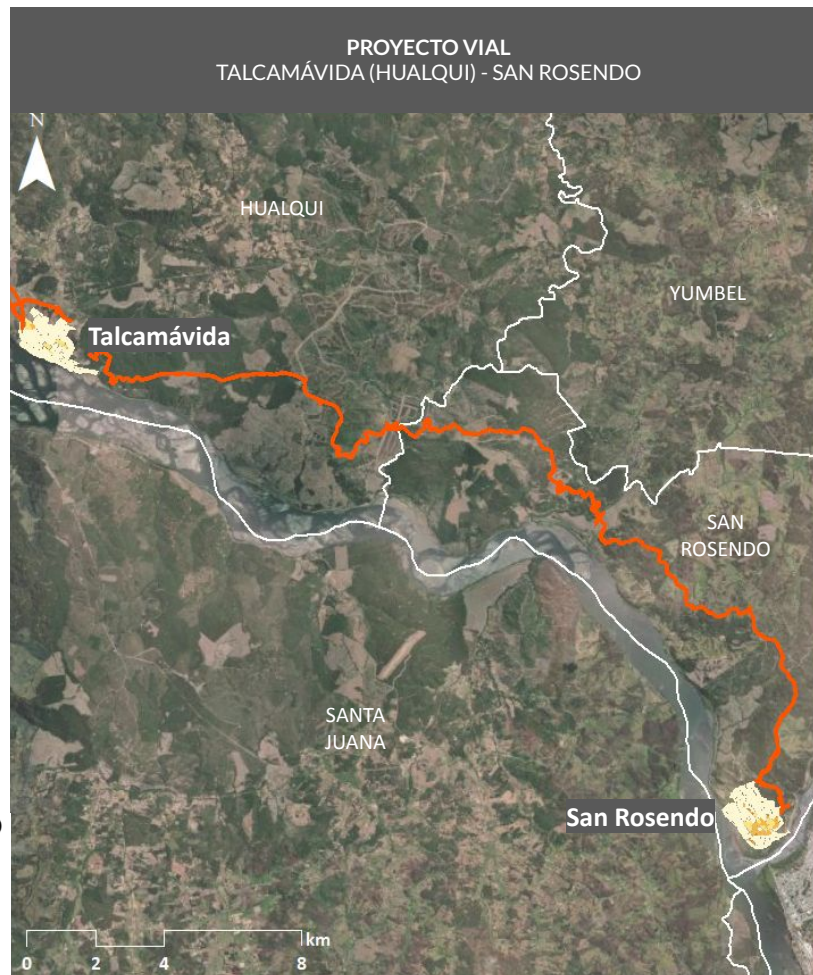 PROYECTO VIAL
TALCAMÁVIDA (HUALQUI) - SAN ROSENDO
N
HUALQUI
YUMBEL
Talcamávida
SAN
ROSENDO
SANTA
JUANA
San Rosendo
km
0 2 4 8